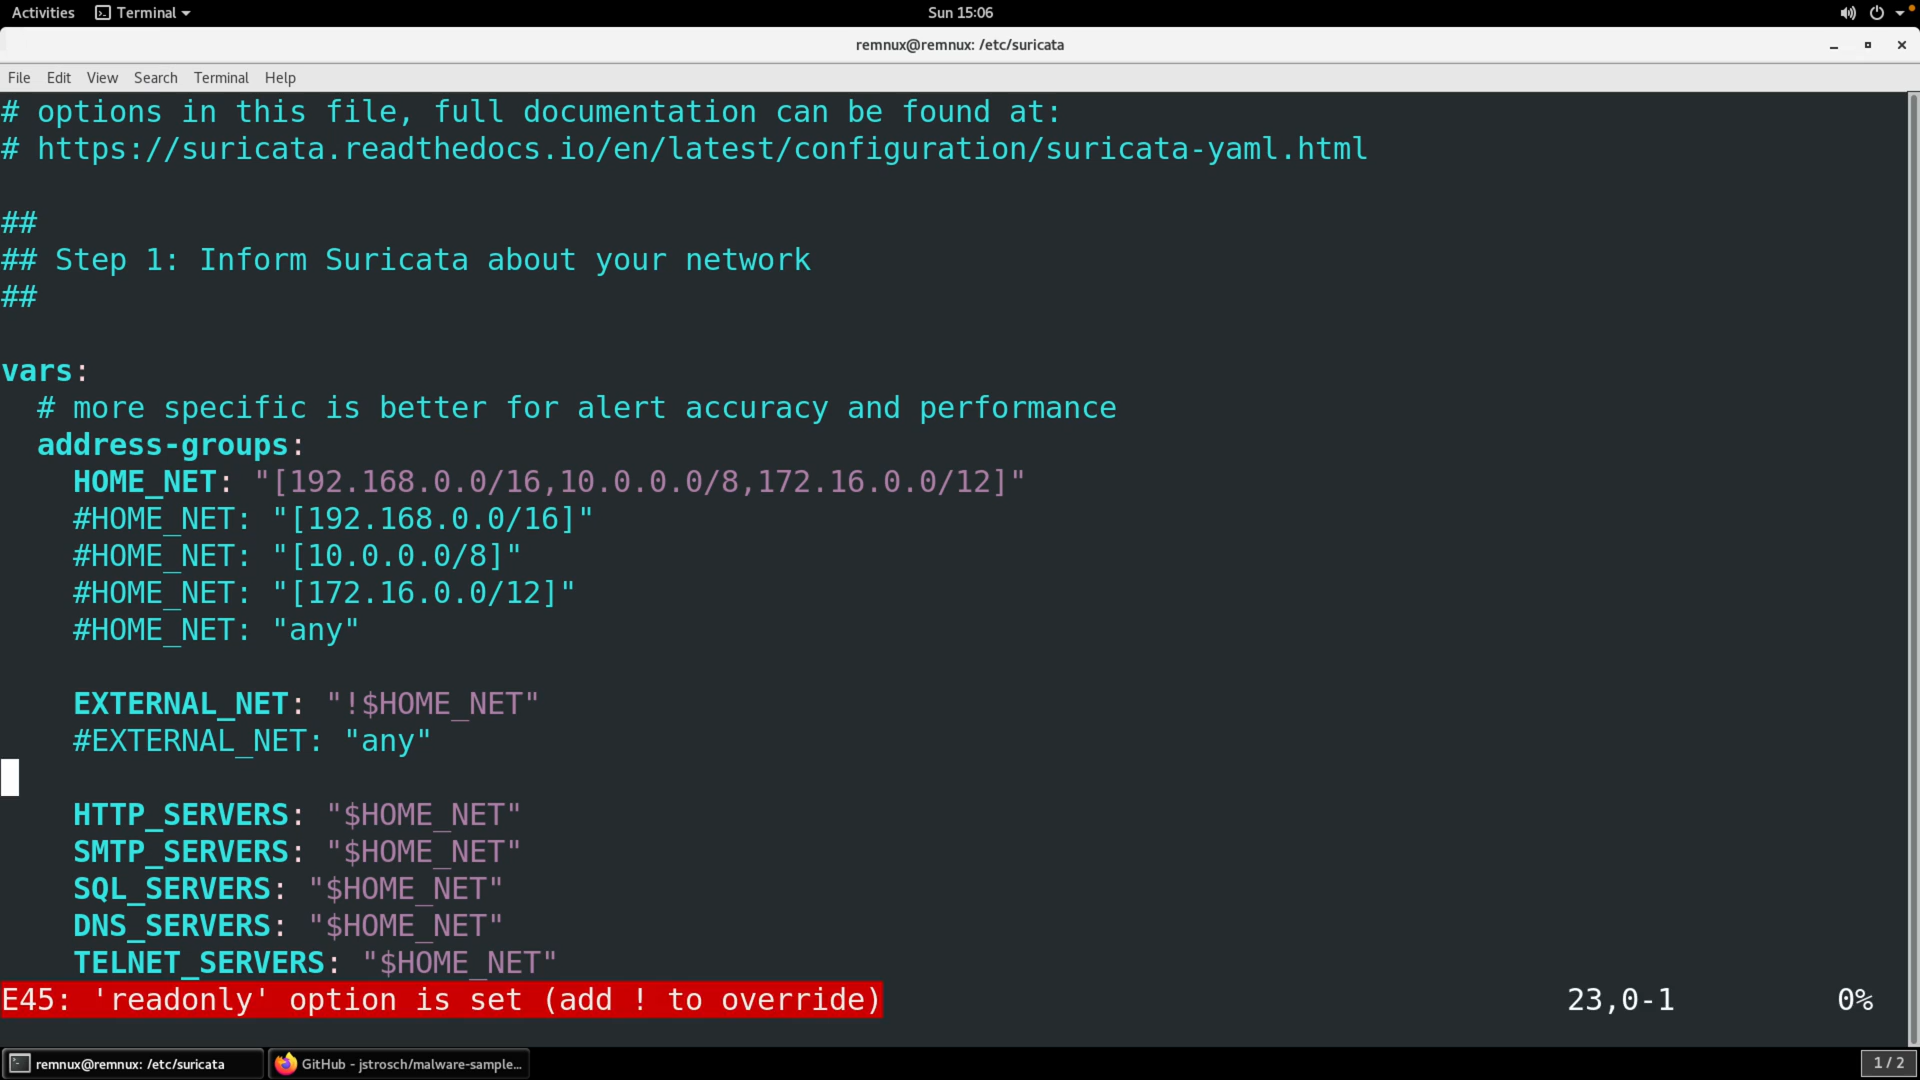 Activities Terminal Sun 15:06
remnux@remnux: /etc/suricata
File Edit View Search Terminal Help
# options in this file, full documentation can be found at:
# https://suricata.readthedocs.io/en/latest/configuration/suricata-yaml.html
##
## Step 1: Inform Suricata about your network
##
vars:
# more specific is better for alert accuracy and performance
address-groups:
HOME_NET: "[192.168.0.0/16,10.0.0.0/8,172.16.0.0/12]"
#HOME_NET: "[192.168.0.0/16]"
#HOME_NET: "[10.0.0.0/8]"
#HOME_NET: "[172.16.0.0/12]"
#HOME_NET: "any"
EXTERNAL_NET: "!$HOME_NET"
#EXTERNAL_NET: "any"
HTTP_SERVERS: "$HOME_NET"
SMTP_SERVERS: "$HOME_NET"
SQL_SERVERS: "$HOME_NET"
DNS_SERVERS: "$HOME_NET"
TELNET_SERVERS: "$HOME_NET"
E45: 'readonly' option is set (add ! to override) 23,0-1 0%
remnux@remnux: /etc/suricata GitHub - jstrosch/malware-sample... 1 / 2